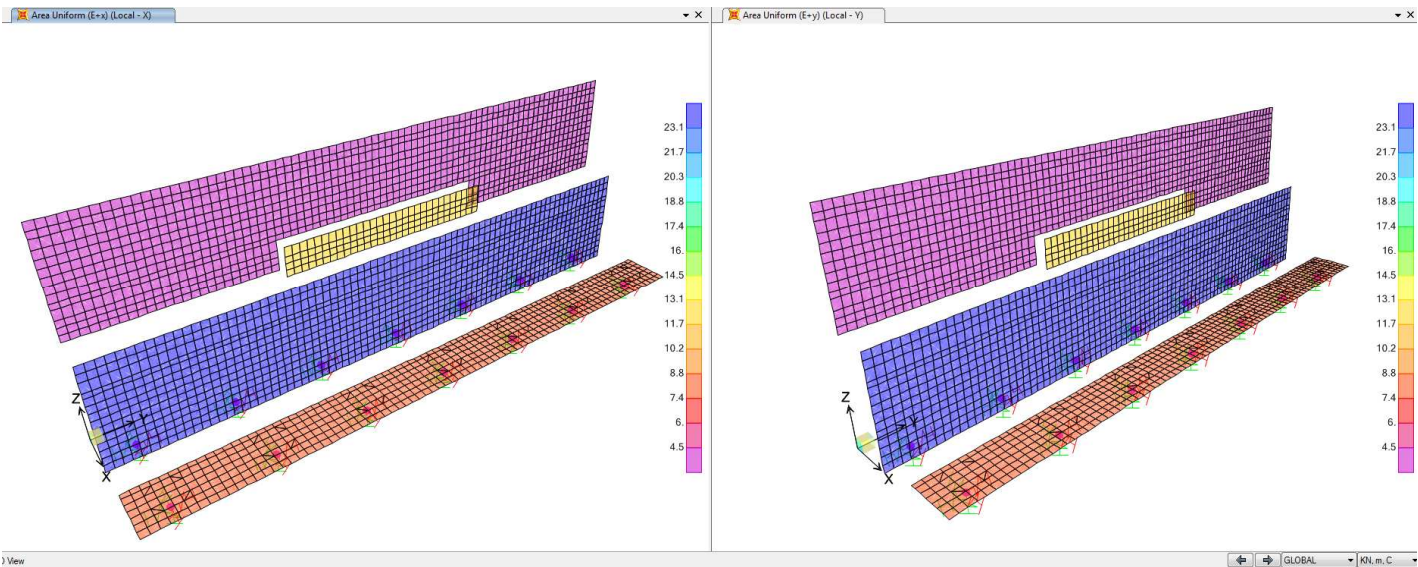 Area Uniform (E+x) (Local - X)
Area Uniform (E+y) (Local - Y)
23.1
21.7
20.3
18.8
17.4
16.
14.5
13.1
11.7
10.2
8.8
7.4
6.
4.5
Z
Y
X
23.1
21.7
20.3
18.8
17.4
16.
14.5
13.1
11.7
10.2
8.8
7.4
6.
4.5
Z
Y
X
View
GLOBAL
KN, m, C